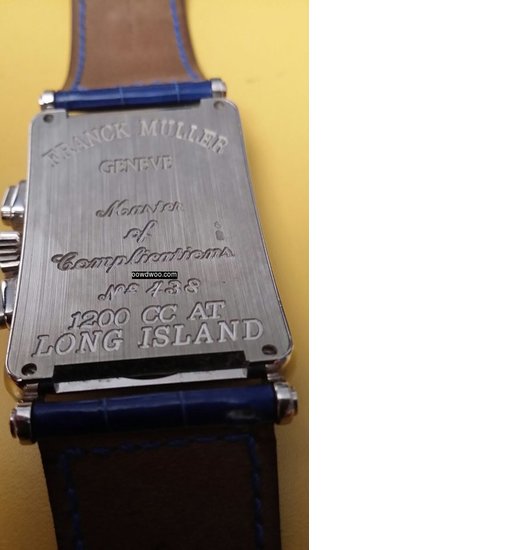 FRANCK MULLER
GENEVE
Master
of
Complications
oowdwoo.com
Nº 438
1200 CC AT
LONG ISLAND